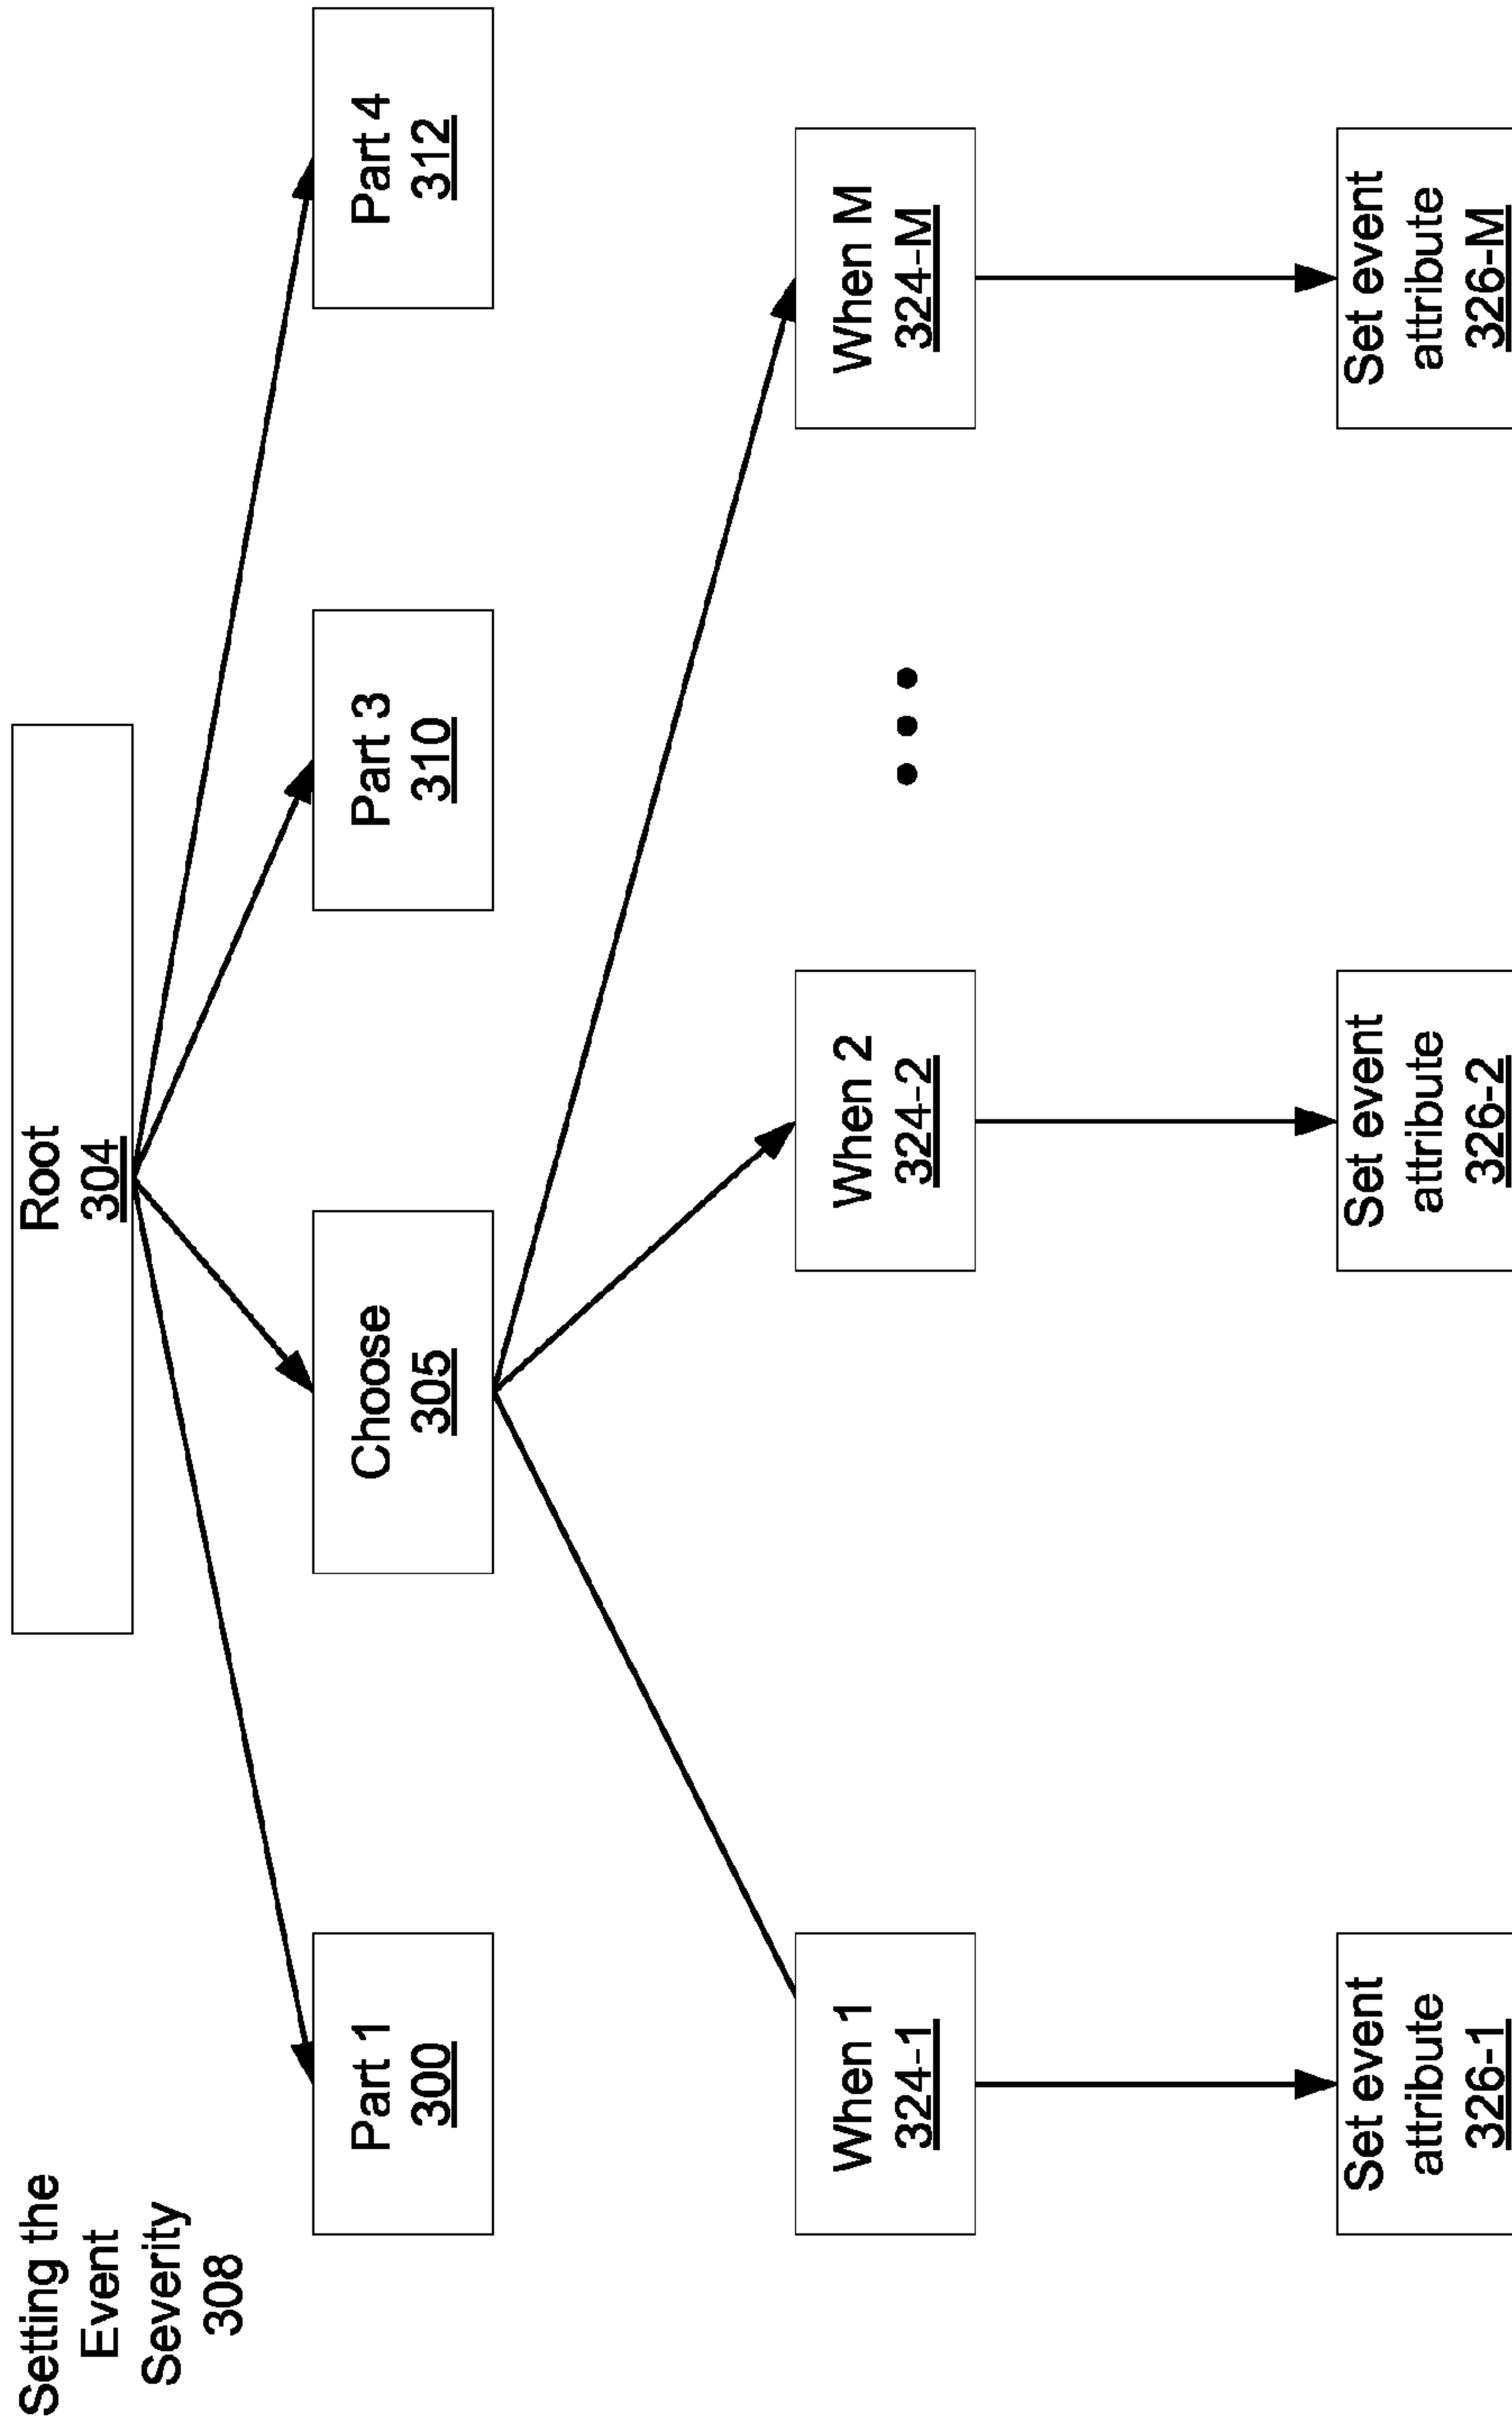 Setting the
Event
Severity
308
Root
304
Part 1
300
Choose
305
Part 3
310
Part 4
312
When 1
324-1
When 2
324-2
When M
324-M
Set event
attribute
326-1
Set event
attribute
326-2
Set event
attribute
326-M